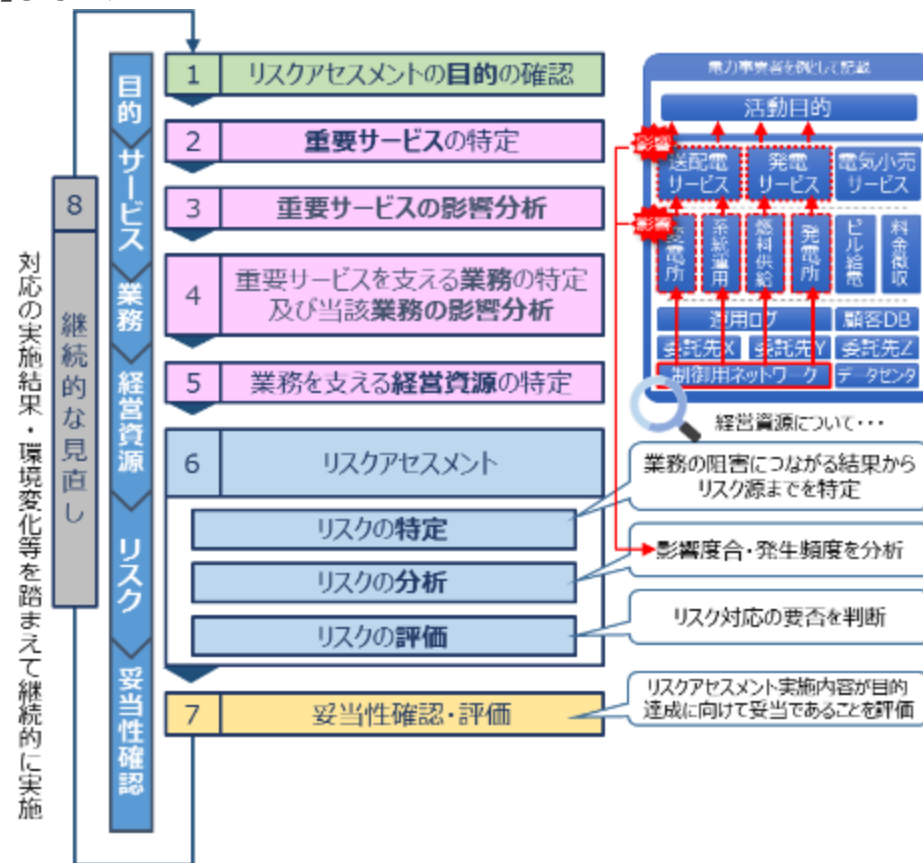 対応の実施結果・環境変化等を踏まえて継続的に実施
8
継続的な見直し
目的
サービス
業務
経営資源
リスク
妥当性確認
1
リスクアセスメントの目的の確認
2
重要サービスの特定
3
重要サービスの影響分析
4
重要サービスを支える業務の特定
及び当該業務の影響分析
5
業務を支える経営資源の特定
6
リスクアセスメント
リスクの特定
リスクの分析
リスクの評価
7
妥当性確認・評価
電力事業者を例として記載
活動目的
影響
送配電
サービス
発電
サービス
電気小売
サービス
影響
変電所
系統運用
燃料供給
発電所
ビル給電
料金徴収
運用ログ
顧客DB
委託先X
委託先Y
委託先Z
制御用ネットワーク
データセンタ
経営資源について・・・
業務の阻害につながる結果から
リスク源までを特定
影響度合・発生頻度を分析
リスク対応の要否を判断
リスクアセスメント実施内容が目的
達成に向けて妥当であることを評価